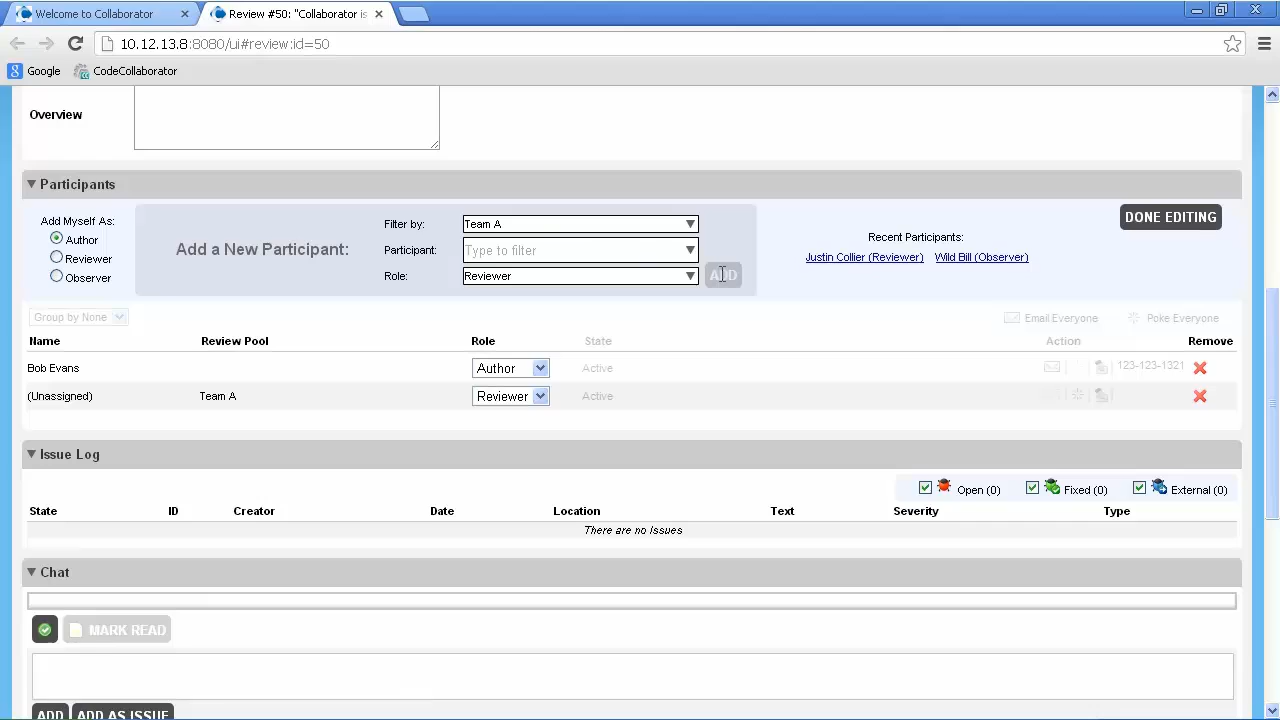 Welcome to Collaborator
Review #50: "Collaborator is
10.12.13.8:8080/ui#review:id=50
Google CodeCollaborator
Overview
Participants
Add Myself As:
Author
Reviewer
Observer
Add a New Participant:
Filter by: Team A
Participant: Type to filter
Role: Reviewer ADD
Recent Participants:
Justin Collier (Reviewer) Wild Bill (Observer)
DONE EDITING
Group by None Email Everyone Poke Everyone
Name Review Pool Role State Action Remove
Bob Evans Author Active 123-123-1321
(Unassigned) Team A Reviewer Active
Issue Log
Open (0) Fixed (0) External (0)
State ID Creator Date Location Text Severity Type
There are no issues
Chat
MARK READ
ADD ADD AS ISSUE